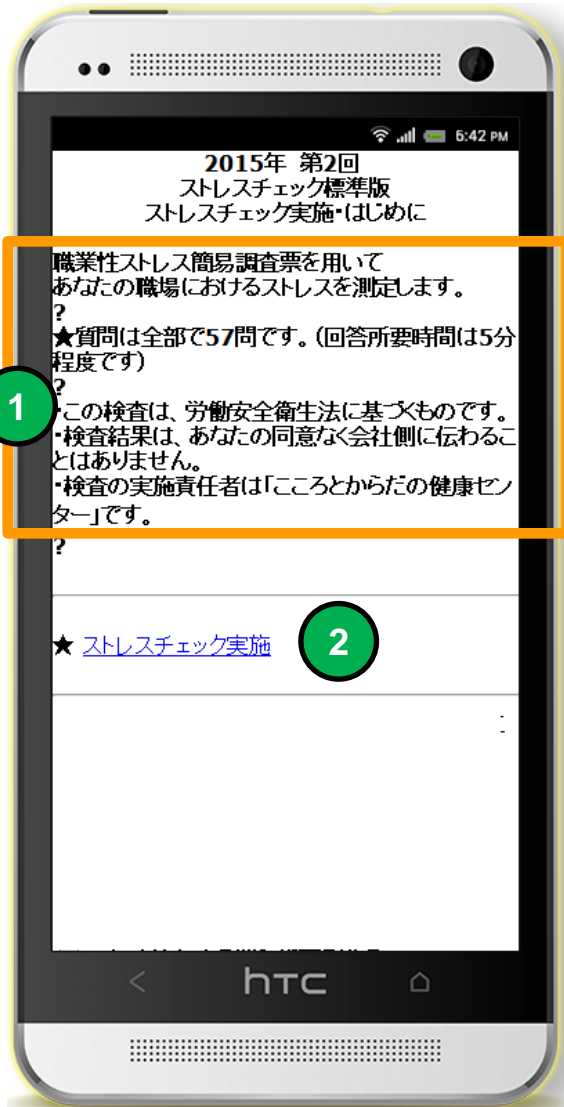 6:42 PM
2015年 第2回
ストレスチェック標準版
ストレスチェック実施・はじめに
職業性ストレス簡易調査票を用いて
あなたの職場におけるストレスを測定します。
?
★質問は全部で57問です。(回答所要時間は5分
程度です)
?
1
・この検査は、労働安全衛生法に基づくものです。
・検査結果は、あなたの同意なく会社側に伝わるこ
とはありません。
・検査の実施責任者は「こころとからだの健康セン
ター」です。
?
★ ストレスチェック実施
2
hTC